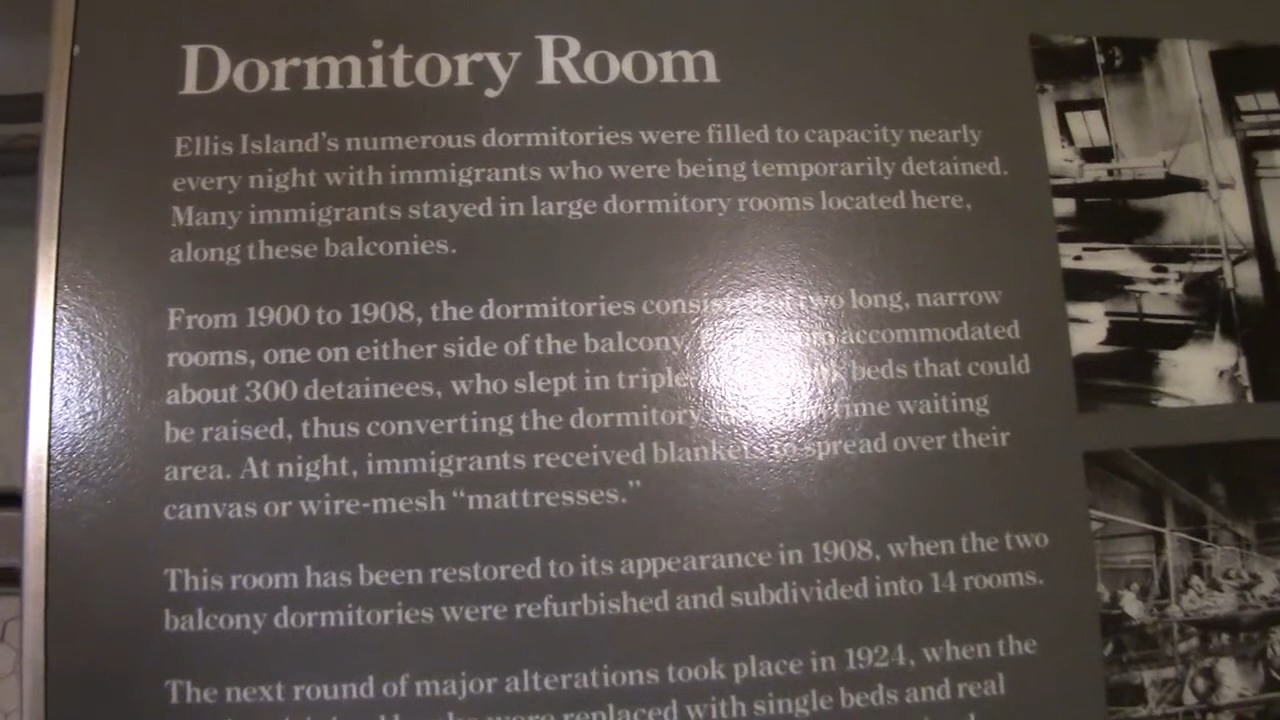 Dormitory Room
Ellis Island's numerous dormitories were filled to capacity nearly
every night with immigrants who were being temporarily detained.
Many immigrants stayed in large dormitory rooms located here,
along these balconies.
From 1900 to 1908, the dormitories consisted of two long, narrow
rooms, one on either side of the balcony. accommodated
about 300 detainees, who slept in triple beds that could
be raised, thus converting the dormitory time waiting
area. At night, immigrants received blankets to spread over their
canvas or wire-mesh "mattresses."
This room has been restored to its appearance in 1908, when the two
balcony dormitories were refurbished and subdivided into 14 rooms.
The next round of major alterations took place in 1924, when the
were replaced with single beds and real